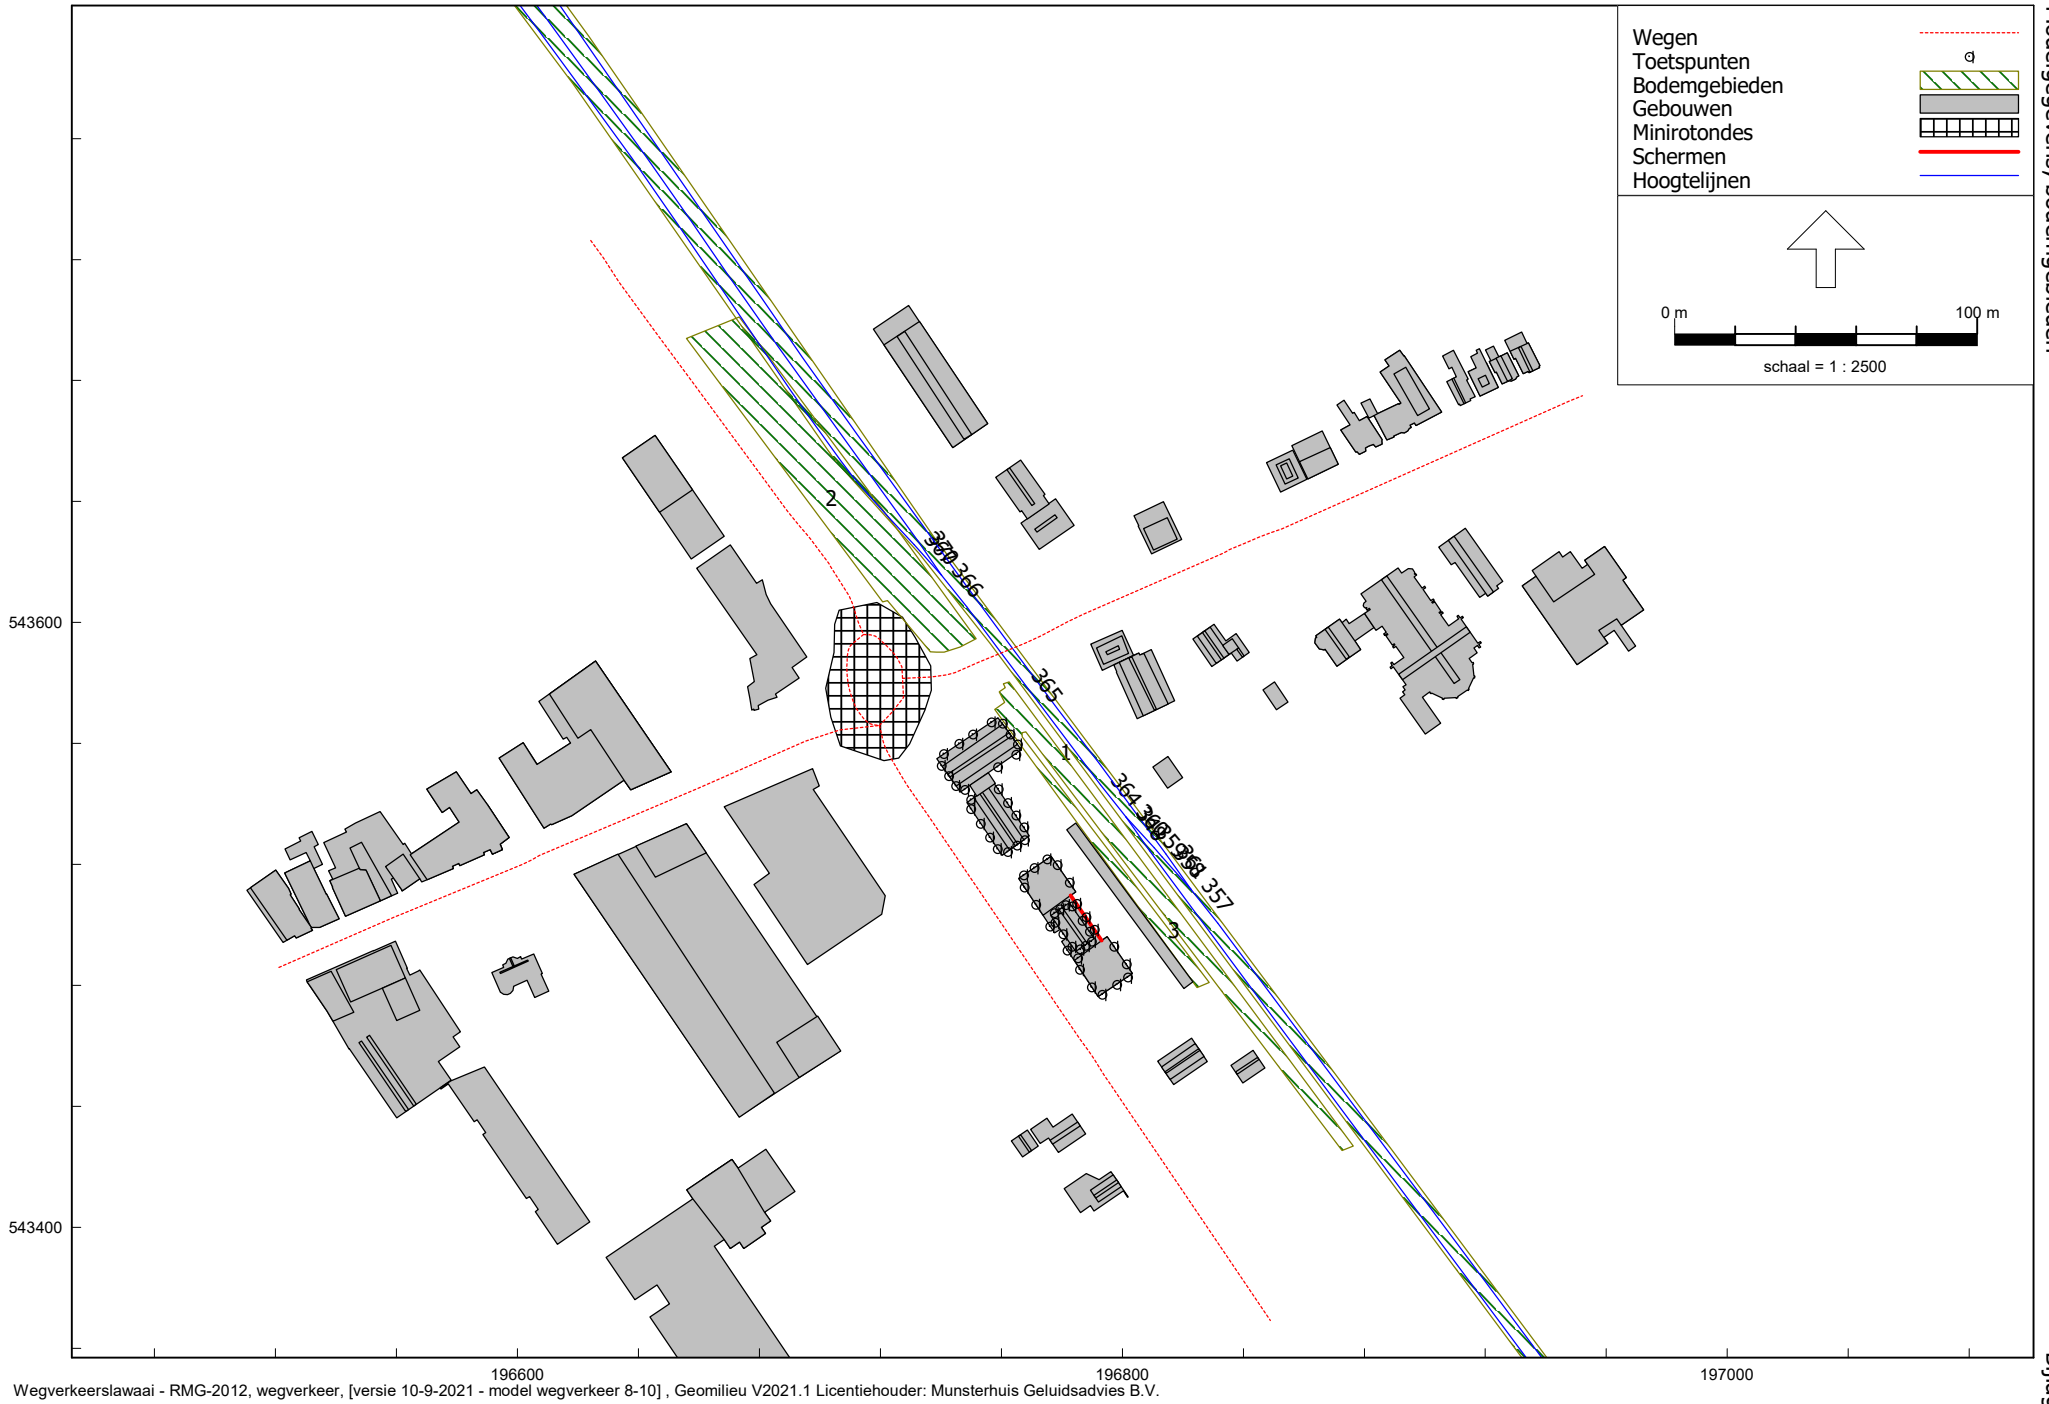 Wegen
Toetspunten
Bodemgebieden
Gebouwen
Minirotondes
Schermen
Hoogtelijnen
0 m
100 m
schaal = 1 : 2500
2
366
543600
365
1
364
357
3
543400
196600
196800
197000
Wegverkeerslawaai - RMG-2012, wegverkeer, [versie 10-9-2021 - model wegverkeer 8-10] , Geomilieu V2021.1 Licentiehouder: Munsterhuis Geluidsadvies B.V.